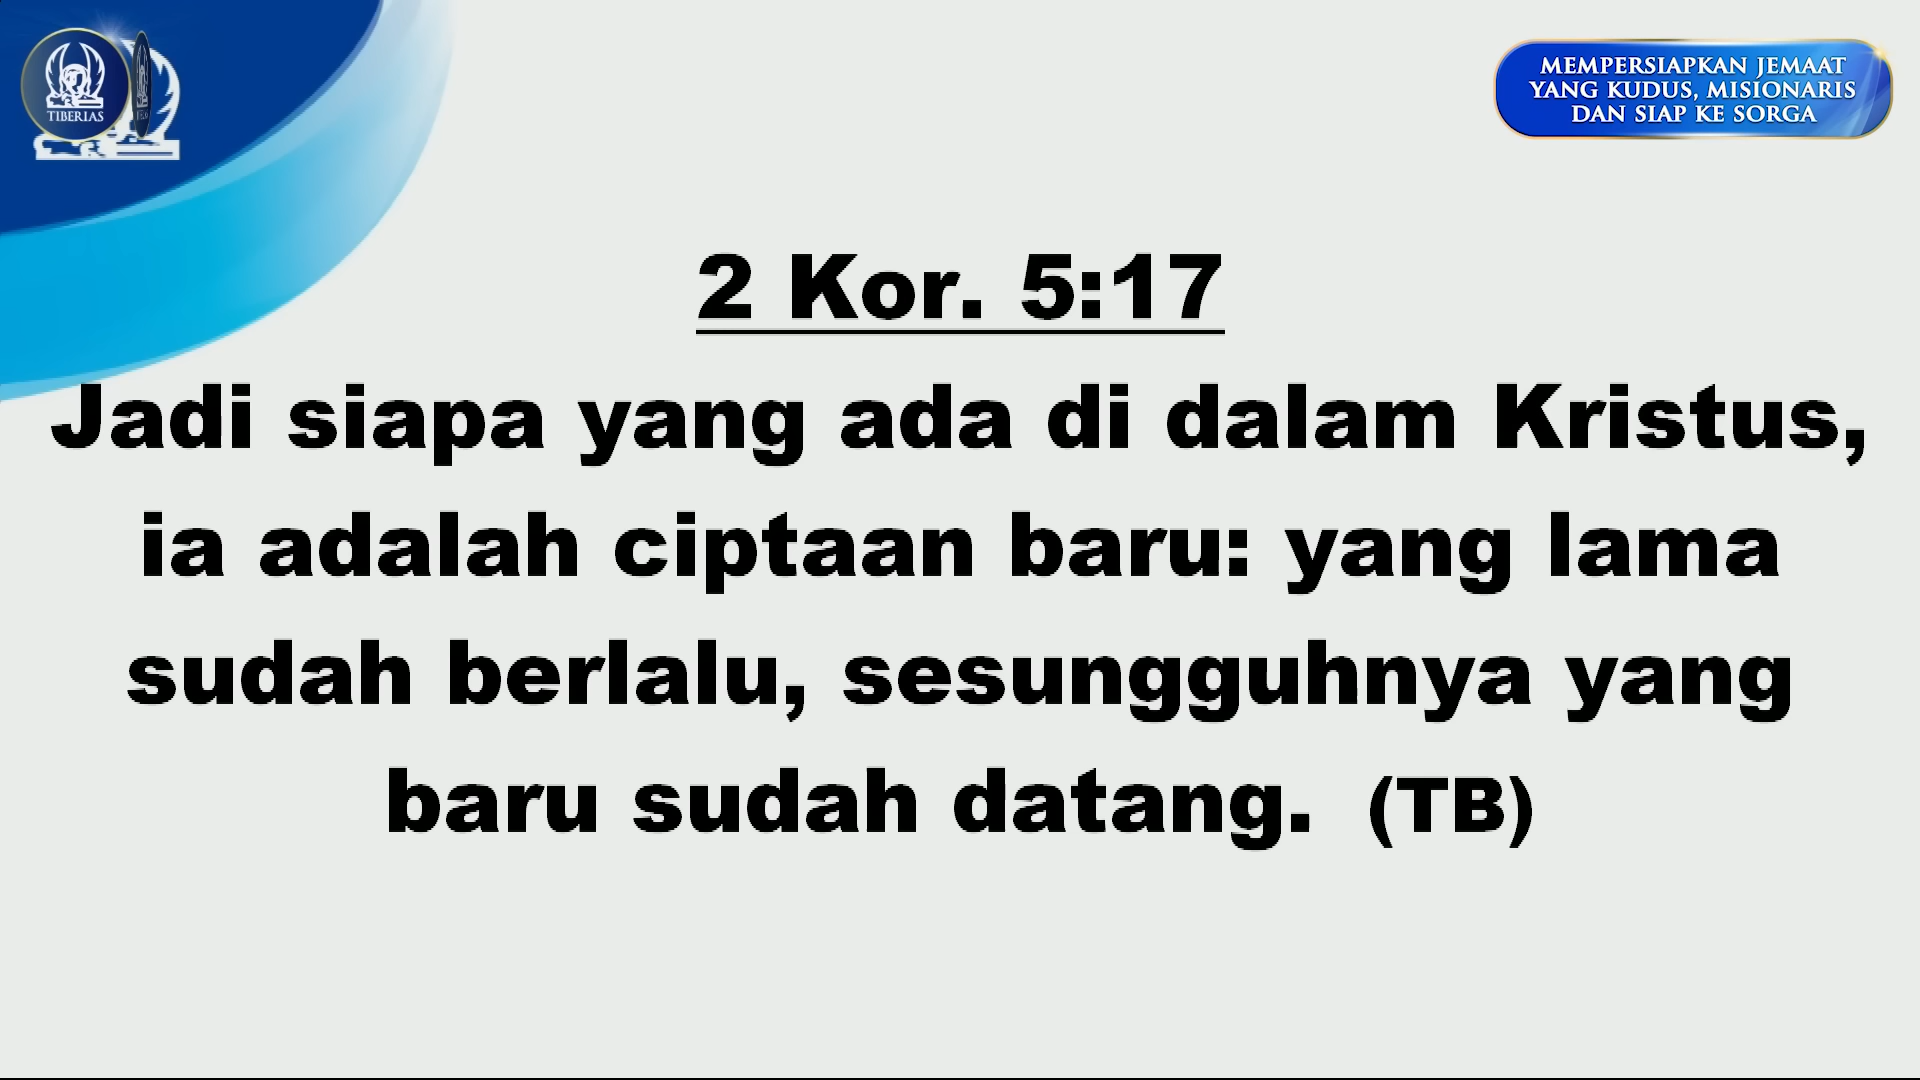 TIBERIAS
MEMPERSIAPKAN JEMAAT
YANG KUDUS, MISIONARIS
DAN SIAP KE SORGA
2 Kor. 5:17
Jadi siapa yang ada di dalam Kristus,
ia adalah ciptaan baru: yang lama
sudah berlalu, sesungguhnya yang
baru sudah datang. (TB)